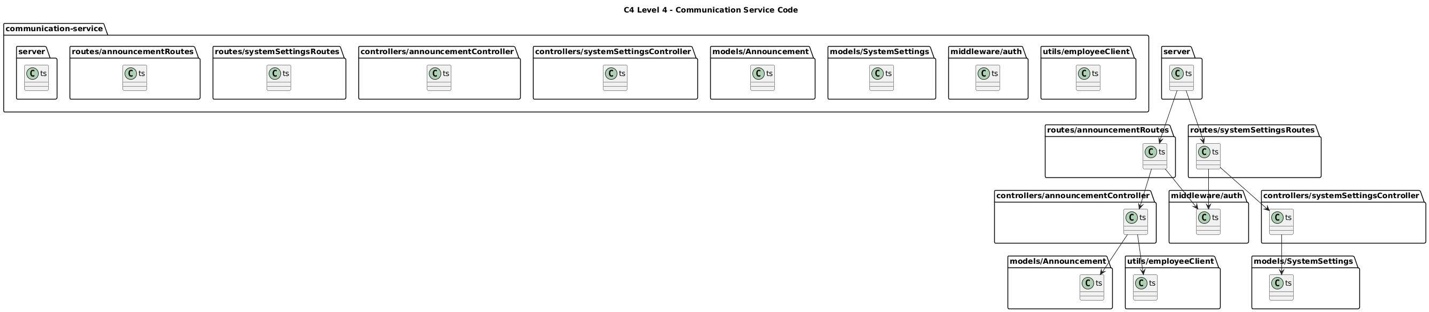 C4 Level 4 - Communication Service Code
communication-service
server
routes/announcementRoutes
routes/systemSettingsRoutes
controllers/announcementController
controllers/systemSettingsController
models/Announcement
models/SystemSettings
middleware/auth
utils/employeeClient
server
C ts
C ts
C ts
C ts
C ts
C ts
C ts
C ts
C ts
C ts
routes/announcementRoutes
routes/systemSettingsRoutes
C ts
C ts
controllers/announcementController
middleware/auth
controllers/systemSettingsController
C ts
C ts
C ts
models/Announcement
utils/employeeClient
models/SystemSettings
C ts
C ts
C ts